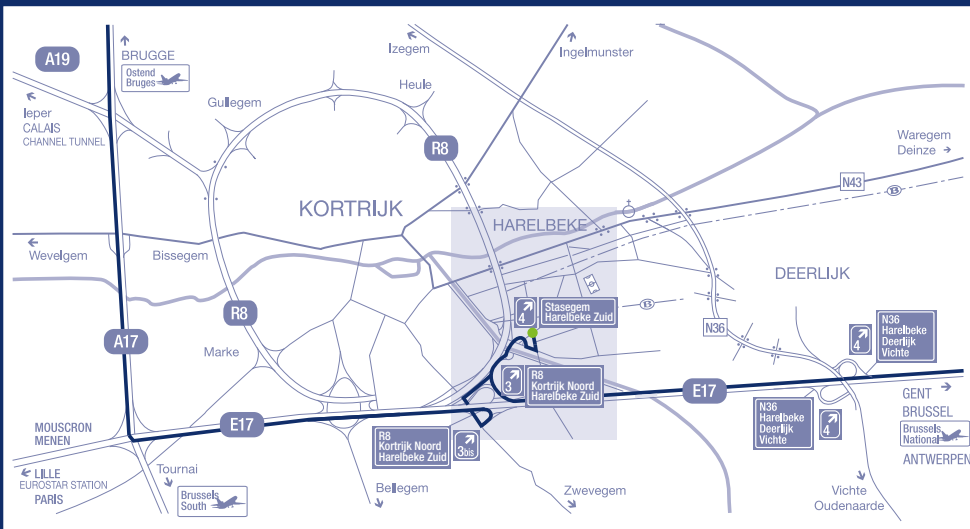 A19
BRUGGE
Ostend
Bruges
Ieper
CALAIS
CHANNEL TUNNEL
Gullegem
Heule
Izegem
Ingelmunster
R8
Waregem
Deinze
N43
B
KORTRIJK
HARELBEKE
Wevelgem
Bissegem
DEERLIJK
B
R8
4
Stasegem
Harelbeke Zuid
N36
A17
Marke
3
R8
Kortrijk Noord
Harelbeke Zuid
4
N36
Harelbeke
Deerlijk
Vichte
E17
E17
N36
Harelbeke
Deerlijk
Vichte
4
GENT
BRUSSEL
Brussels
National
ANTWERPEN
MOUSCRON
MENEN
R8
Kortrijk Noord
Harelbeke Zuid
3bis
LILLE
EUROSTAR STATION
PARIS
Tournai
Brussels
South
Bellegem
Zwevegem
Vichte
Oudenaarde